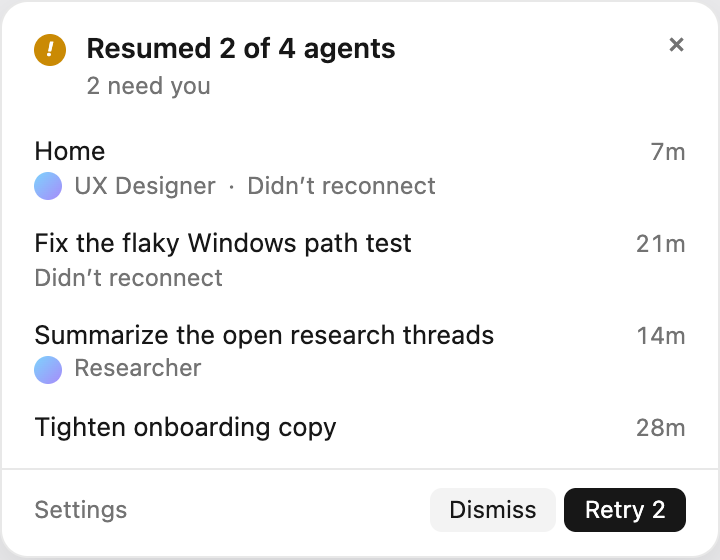 Resumed 2 of 4 agents
2 need you
Home 7m
UX Designer · Didn’t reconnect
Fix the flaky Windows path test 21m
Didn’t reconnect
Summarize the open research threads 14m
Researcher
Tighten onboarding copy 28m
Settings Dismiss Retry 2